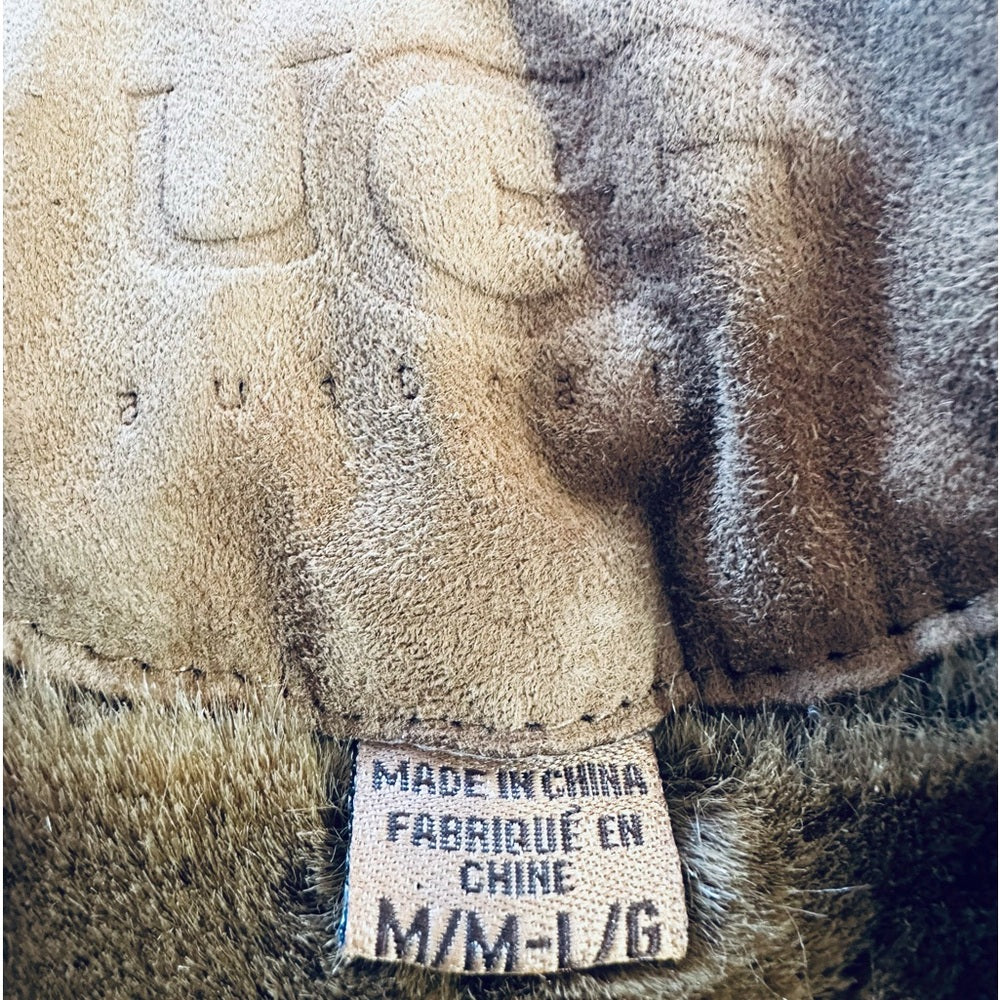 UGG
MADE IN CHINA
FABRIQUÉ EN
CHINE
M/M-L/G